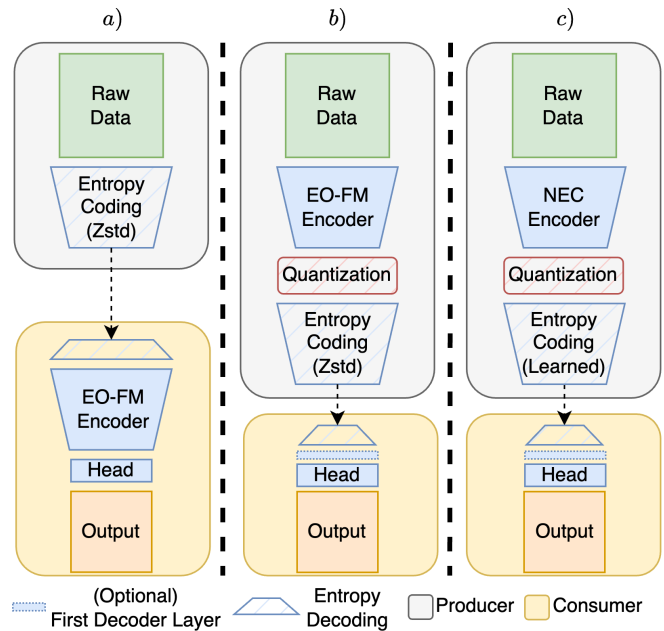 a)
b)
c)
Raw
Data
Entropy
Coding
(Zstd)
EO-FM
Encoder
Head
Output
Raw
Data
EO-FM
Encoder
Quantization
Entropy
Coding
(Zstd)
Head
Output
Raw
Data
NEC
Encoder
Quantization
Entropy
Coding
(Learned)
Head
Output
(Optional)
First Decoder Layer
Entropy
Decoding
Producer
Consumer